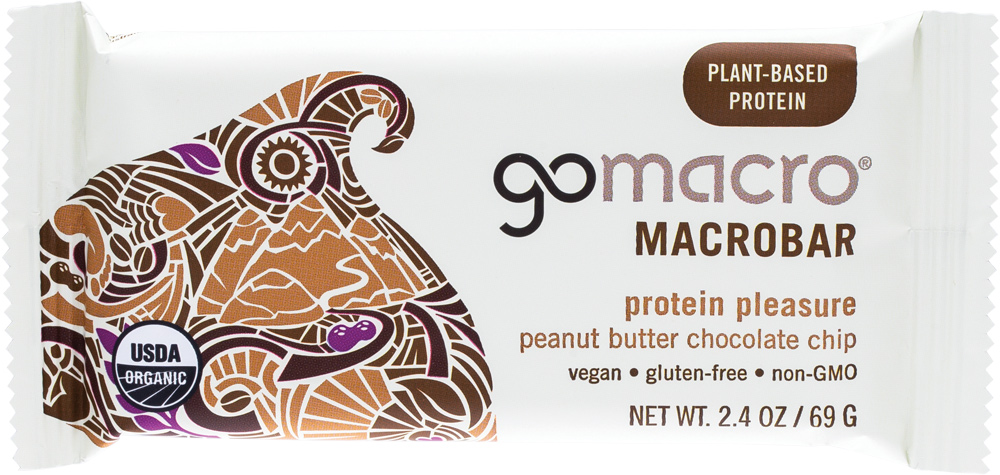 PLANT-BASED
PROTEIN
gomacro®
MACROBAR
protein pleasure
peanut butter chocolate chip
vegan • gluten-free • non-GMO
NET WT. 2.4 OZ / 69 G
USDA
ORGANIC